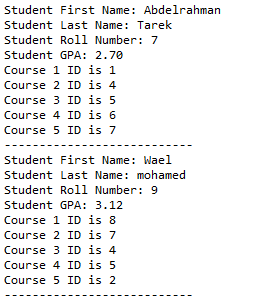 Student First Name: Abdelrahman
Student Last Name: Tarek
Student Roll Number: 7
Student GPA: 2.70
Course 1 ID is 1
Course 2 ID is 4
Course 3 ID is 5
Course 4 ID is 6
Course 5 ID is 7
--------------------------
Student First Name: Wael
Student Last Name: mohamed
Student Roll Number: 9
Student GPA: 3.12
Course 1 ID is 8
Course 2 ID is 7
Course 3 ID is 4
Course 4 ID is 5
Course 5 ID is 2
--------------------------